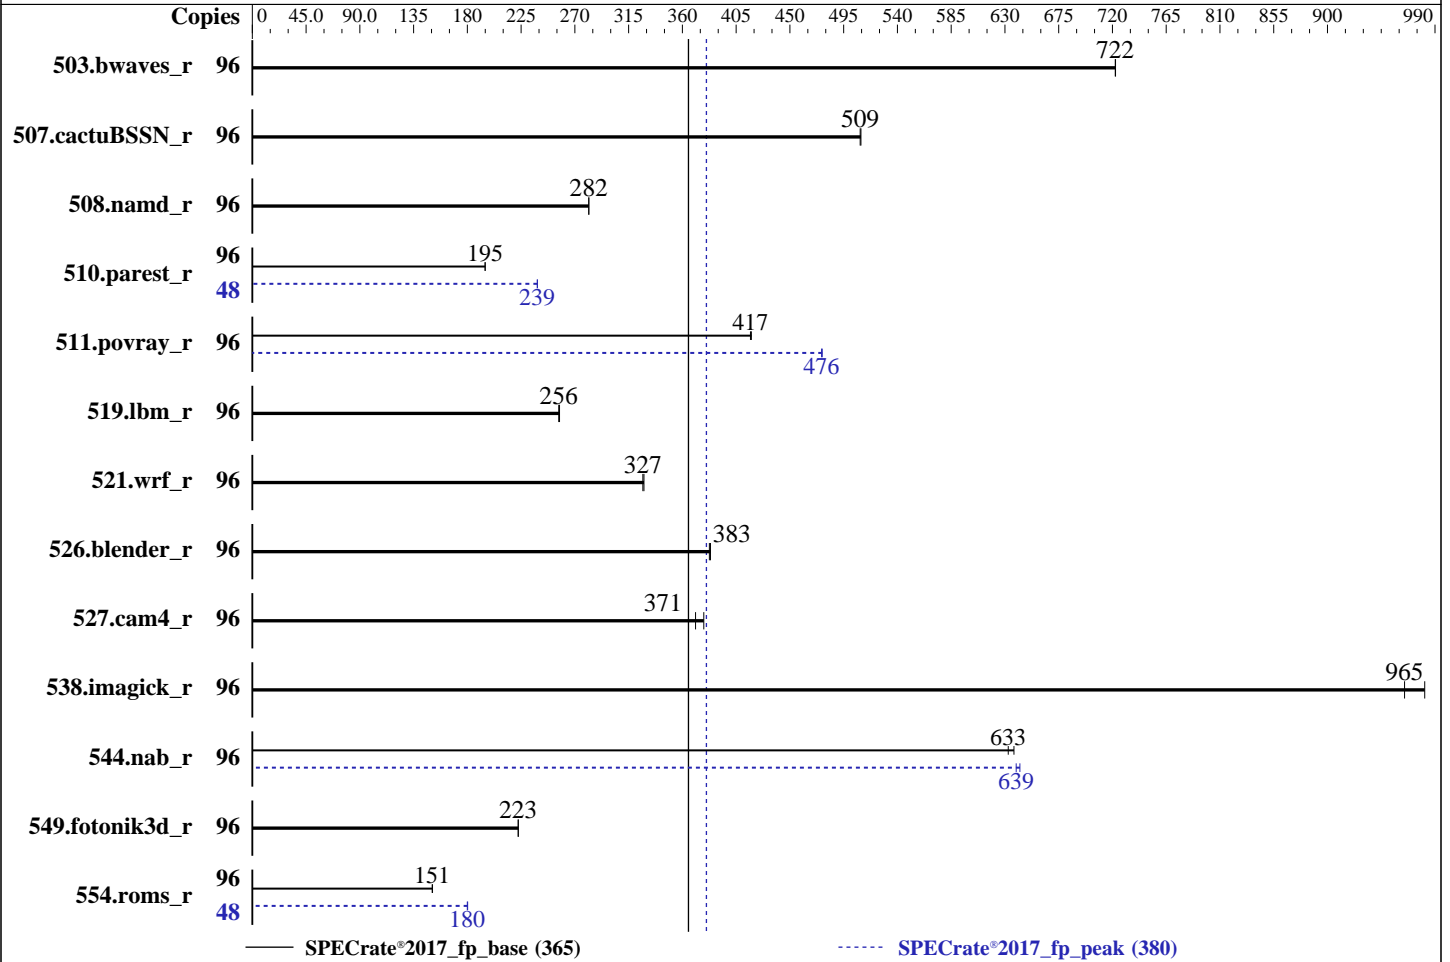 Copies 0 45.0 90.0 135 180 225 270 315 360 405 450 495 540 585 630 675 720 765 810 855 900 990
503.bwaves_r 96 722
507.cactuBSSN_r 96 509
508.namd_r 96 282
510.parest_r 96 195
48 239
511.povray_r 96 417
476
519.lbm_r 96 256
521.wrf_r 96 327
526.blender_r 96 383
527.cam4_r 96 371
538.imagick_r 96 965
544.nab_r 96 633
639
549.fotonik3d_r 96 223
554.roms_r 96 151
48 180
SPECrate®2017_fp_base (365) SPECrate®2017_fp_peak (380)